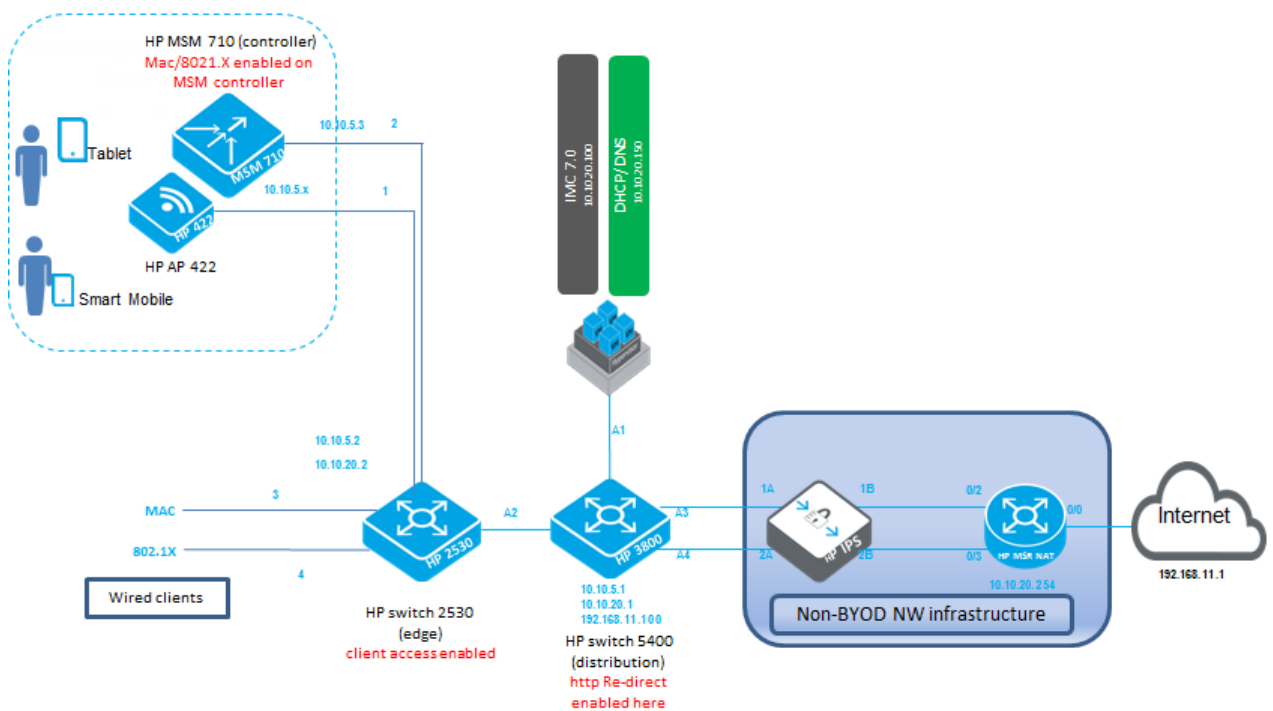 HP MSM 710 (controller)
Mac/8021.X enabled on
MSM controller
Tablet
MSM 710
10.10.5.3
2
10.10.5.x
1
HP 422
HP AP 422
Smart Mobile
IMC 7.0
10.10.20.100
DHCP/DNS
10.10.20.150
Hypervisor
A1
10.10.5.2
10.10.20.2
3
MAC
802.1X
4
Wired clients
HP 2530
A2
HP switch 2530
(edge)
client access enabled
HP 3800
A3
A4
10.10.5.1
10.10.20.1
192.168.11.100
HP switch 5400
(distribution)
http Re-direct
enabled here
1A
1B
2A
2B
HP IPS
0/2
0/3
0/0
HP MSR NAT
10.10.20.254
Non-BYOD NW infrastructure
Internet
192.168.11.1